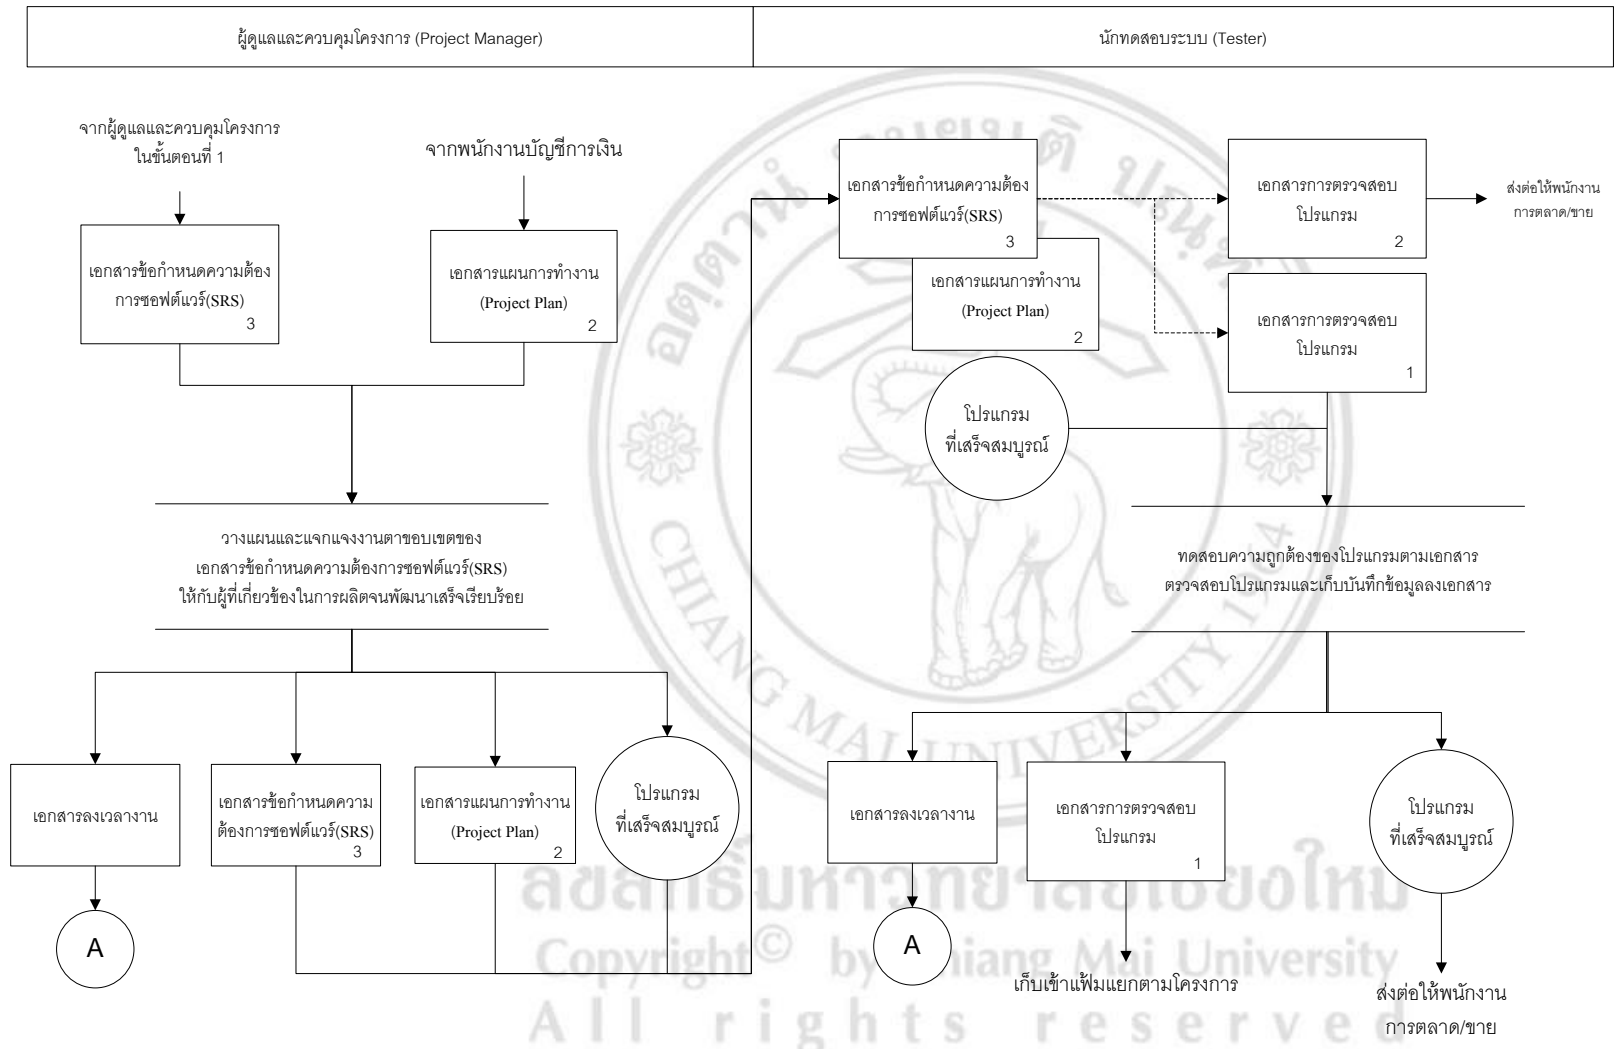 ผู้ดูแลและควบคุมโครงการ (Project Manager)
นักทดสอบระบบ (Tester)
จากผู้ดูแลและควบคุมโครงการ
ในขั้นตอนที่ 1
จากพนักงานบัญชีการเงิน
เอกสารข้อกำหนดความต้อง
การซอฟต์แวร์(SRS)
3
เอกสารแผนการทำงาน
(Project Plan)
2
วางแผนและแจกแจงงานตาขอบเขตของ
เอกสารข้อกำหนดความต้องการซอฟต์แวร์(SRS)
ให้กับผู้ที่เกี่ยวข้องในการผลิตจนพัฒนาเสร็จเรียบร้อย
เอกสารลงเวลางาน
เอกสารข้อกำหนดความ
ต้องการซอฟต์แวร์(SRS)
3
เอกสารแผนการทำงาน
(Project Plan)
2
โปรแกรม
ที่เสร็จสมบูรณ์
A
เอกสารข้อกำหนดความต้อง
การซอฟต์แวร์(SRS)
3
เอกสารแผนการทำงาน
(Project Plan)
2
โปรแกรม
ที่เสร็จสมบูรณ์
เอกสารการตรวจสอบ
โปรแกรม
2
ส่งต่อให้พนักงาน
การตลาด/ขาย
เอกสารการตรวจสอบ
โปรแกรม
1
ทดสอบความถูกต้องของโปรแกรมตามเอกสาร
ตรวจสอบโปรแกรมและเก็บบันทึกข้อมูลลงเอกสาร
เอกสารลงเวลางาน
เอกสารการตรวจสอบ
โปรแกรม
1
โปรแกรม
ที่เสร็จสมบูรณ์
A
เก็บเข้าแฟ้มแยกตามโครงการ
ส่งต่อให้พนักงาน
การตลาด/ขาย
CHIANG MAI UNIVERSITY 1964
ลิขสิทธิ์มหาวิทยาลัยเชียงใหม่
Copyright© by Chiang Mai University
All rights reserved